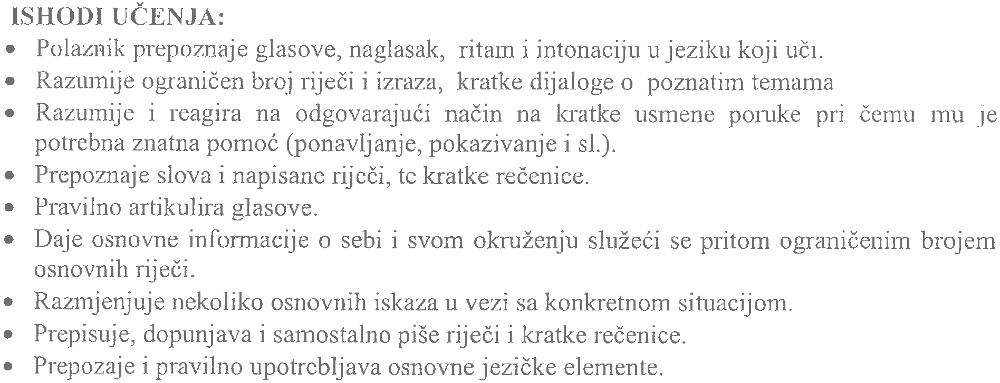 ISHODI UČENJA:
• Polaznik prepoznaje glasove, naglasak, ritam i intonaciju u jeziku koji uči.
• Razumije ograničen broj riječi i izraza, kratke dijaloge o poznatim temama
• Razumije i reagira na odgovarajući način na kratke usmene poruke pri čemu mu je
potrebna znatna pomoć (ponavljanje, pokazivanje i sl.).
• Prepoznaje slova i napisane riječi, te kratke rečenice.
• Pravilno artikulira glasove.
• Daje osnovne informacije o sebi i svom okruženju služeći se pritom ograničenim brojem
osnovnih riječi.
• Razmjenjuje nekoliko osnovnih iskaza u vezi sa konkretnom situacijom.
• Prepisuje, dopunjava i samostalno piše riječi i kratke rečenice.
• Prepozaje i pravilno upotrebljava osnovne jezičke elemente.